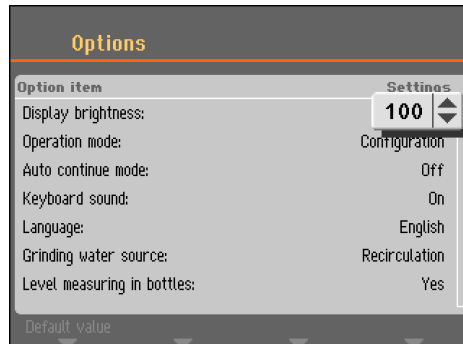 Options
Option item Settings
Display brightness: 100
Operation mode: Configuration
Auto continue mode: Off
Keyboard sound: On
Language: English
Grinding water source: Recirculation
Level measuring in bottles: Yes
Default value